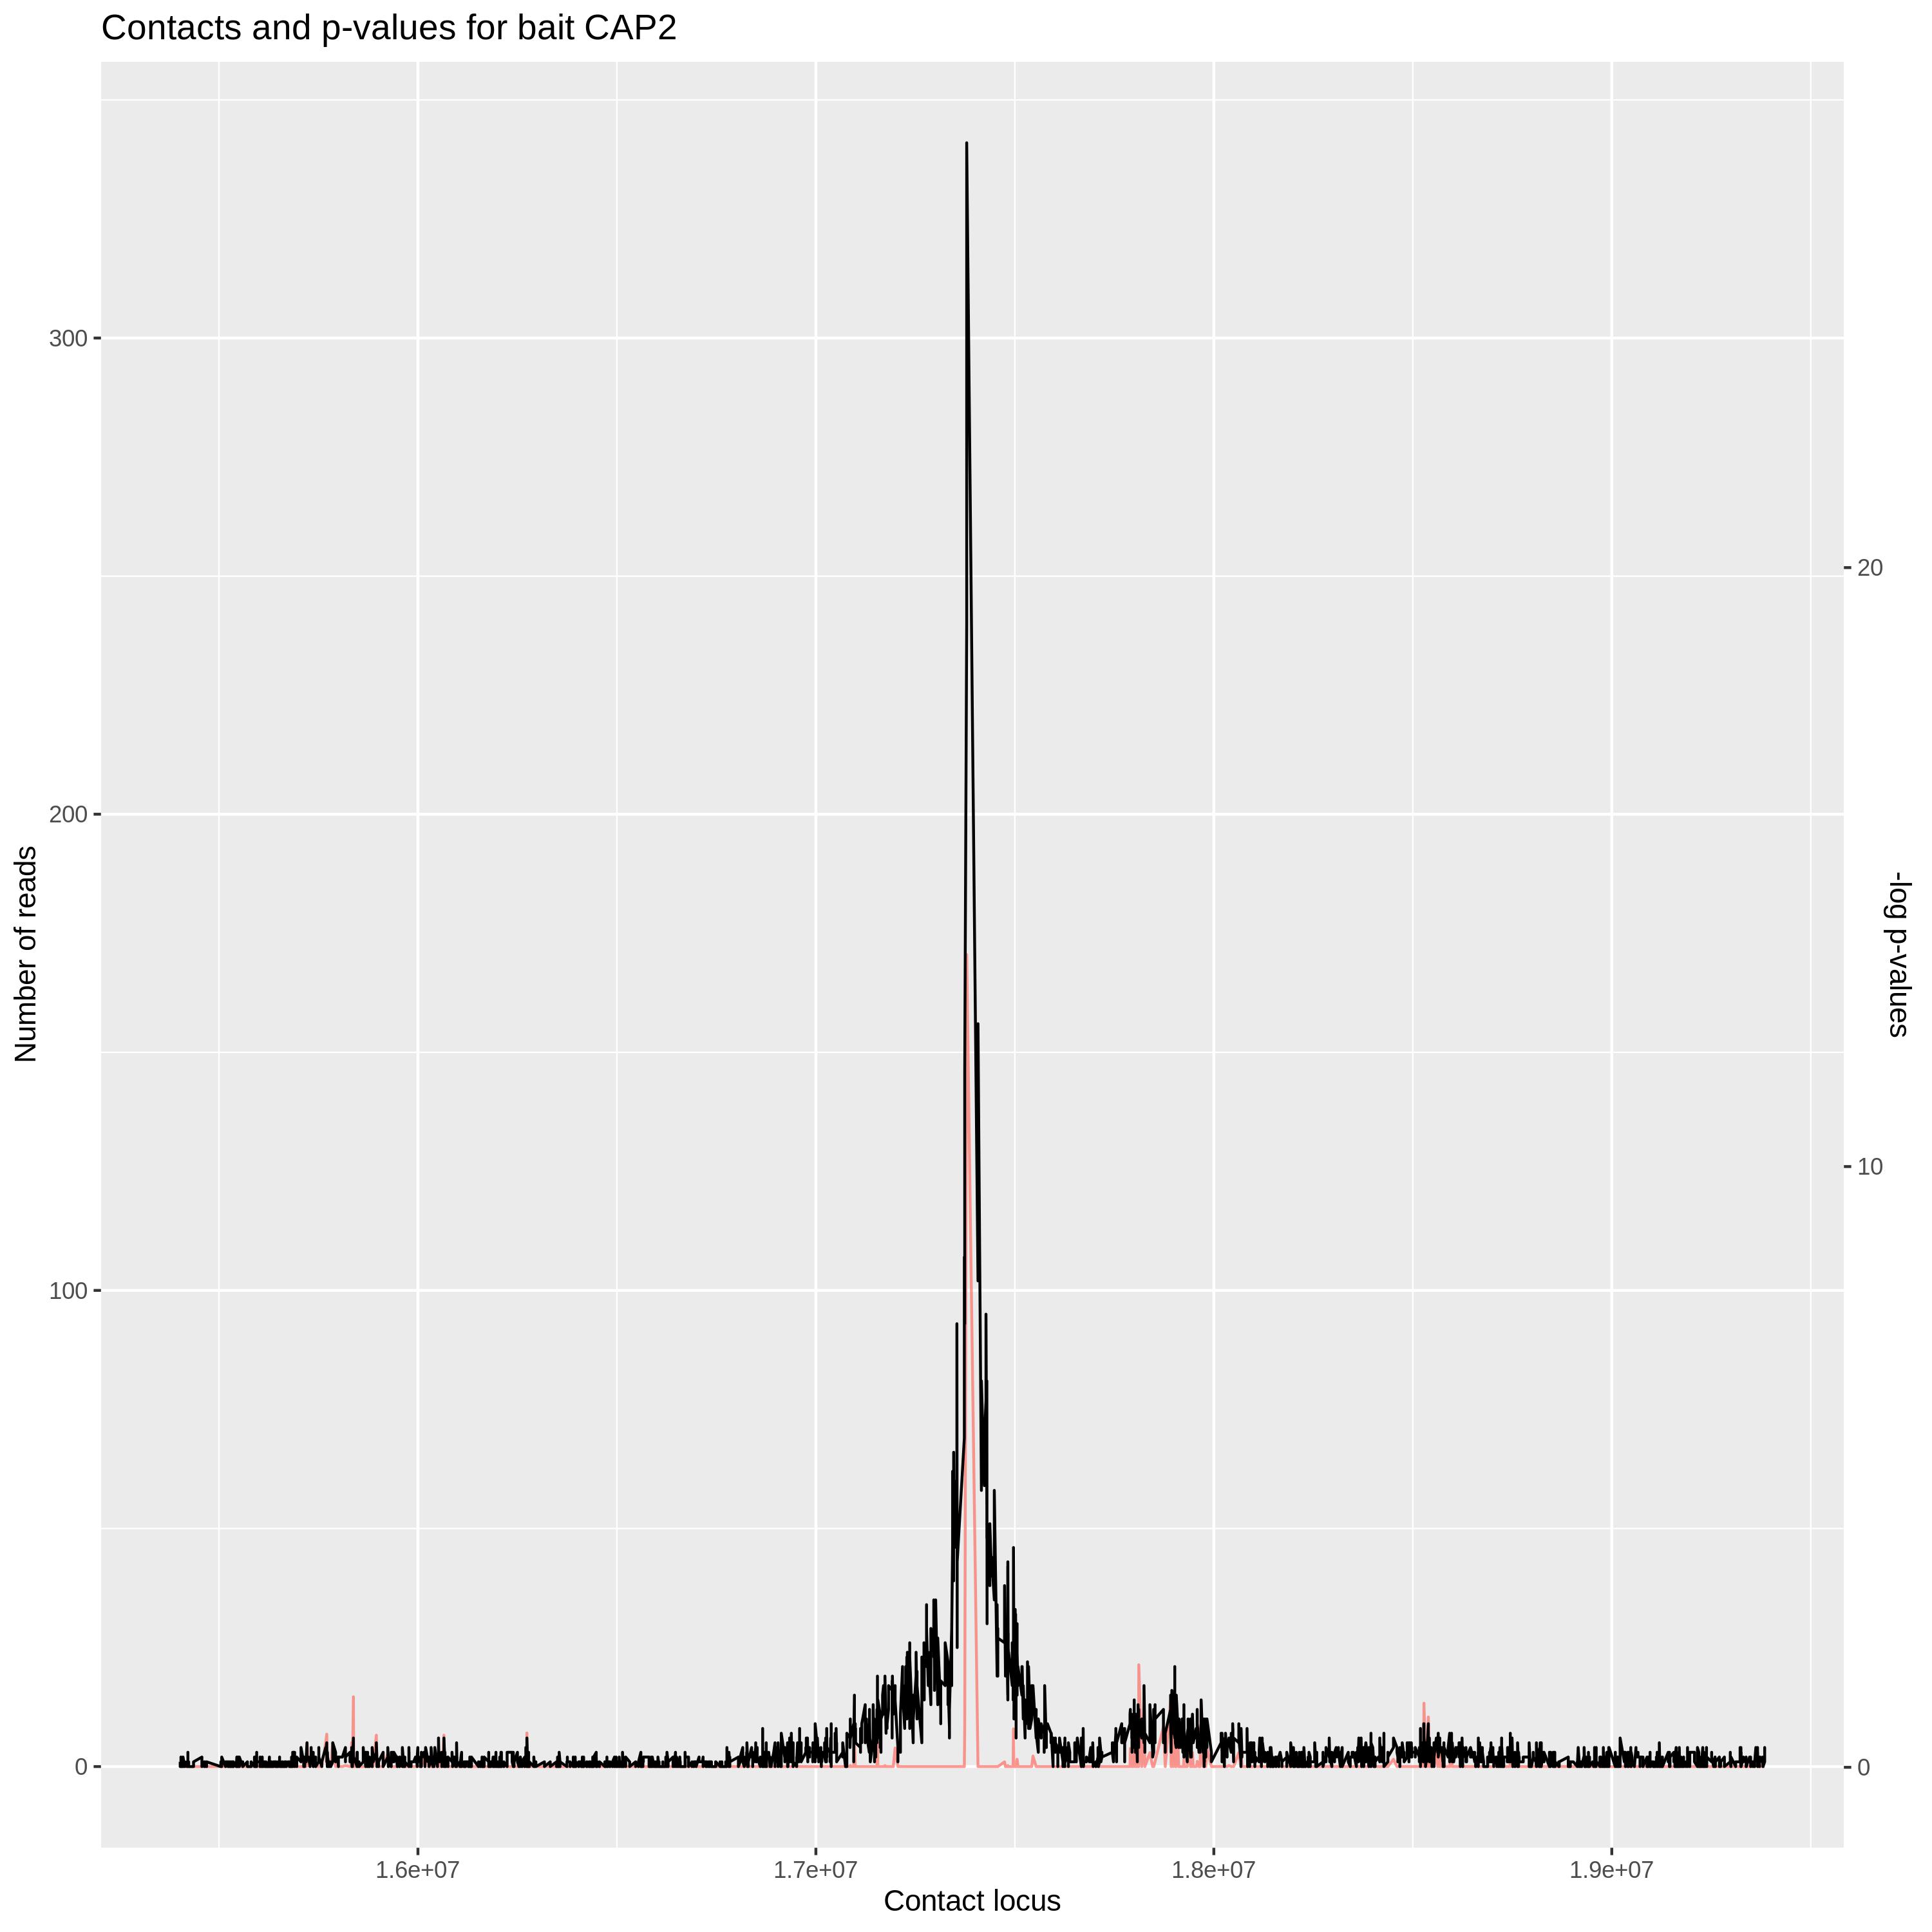 Contacts and p-values for bait CAP2
300
200
100
0
Number of reads
20
10
0
-log p-values
1.6e+07
1.7e+07
1.8e+07
1.9e+07
Contact locus